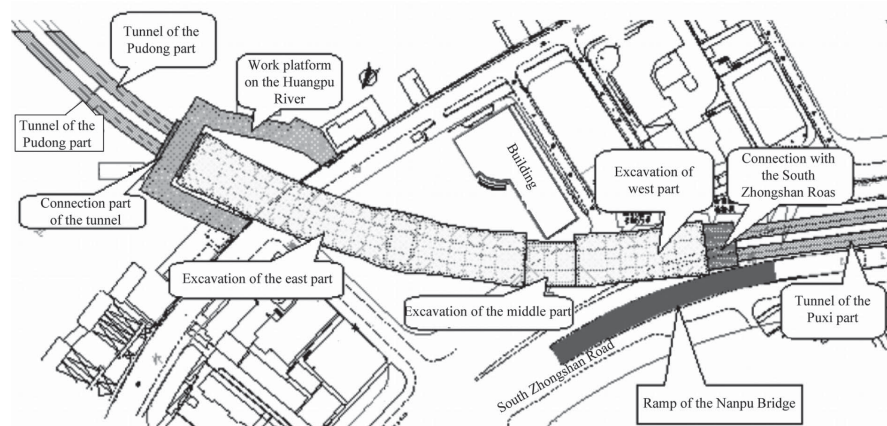 Tunnel of the
Pudong part
Work platform
on the Huangpu
River
Tunnel of the
Pudong part
Building
Excavation of
west part
Connection with
the South
Zhongshan Roas
Connection part
of the tunnel
Excavation of the east part
Excavation of the middle part
Tunnel of the
Puxi part
South Zhongshan Road
Ramp of the Nanpu Bridge